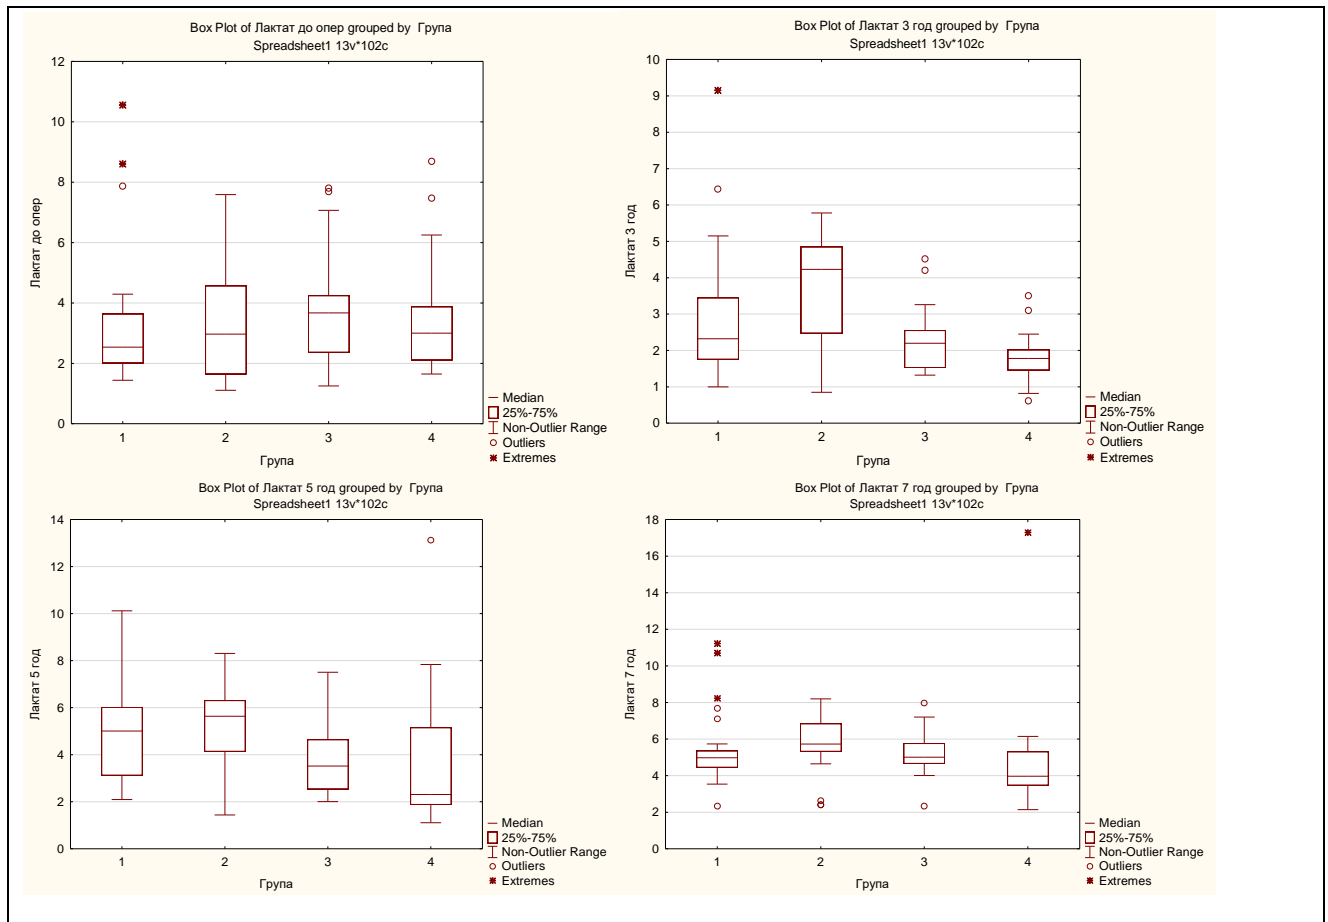 Box Plot of Лактат до опер grouped by Група
Spreadsheet1 13v*102c
12
10
8
6
4
2
0
Лактат до опер
1 2 3 4
Група
Median
25%-75%
Non-Outlier Range
Outliers
Extremes
Box Plot of Лактат 3 год grouped by Група
Spreadsheet1 13v*102c
10
9
8
7
6
5
4
3
2
1
0
Лактат 3 год
1 2 3 4
Група
Median
25%-75%
Non-Outlier Range
Outliers
Extremes
Box Plot of Лактат 5 год grouped by Група
Spreadsheet1 13v*102c
14
12
10
8
6
4
2
0
Лактат 5 год
1 2 3 4
Група
Median
25%-75%
Non-Outlier Range
Outliers
Extremes
Box Plot of Лактат 7 год grouped by Група
Spreadsheet1 13v*102c
18
16
14
12
10
8
6
4
2
0
Лактат 7 год
1 2 3 4
Група
Median
25%-75%
Non-Outlier Range
Outliers
Extremes